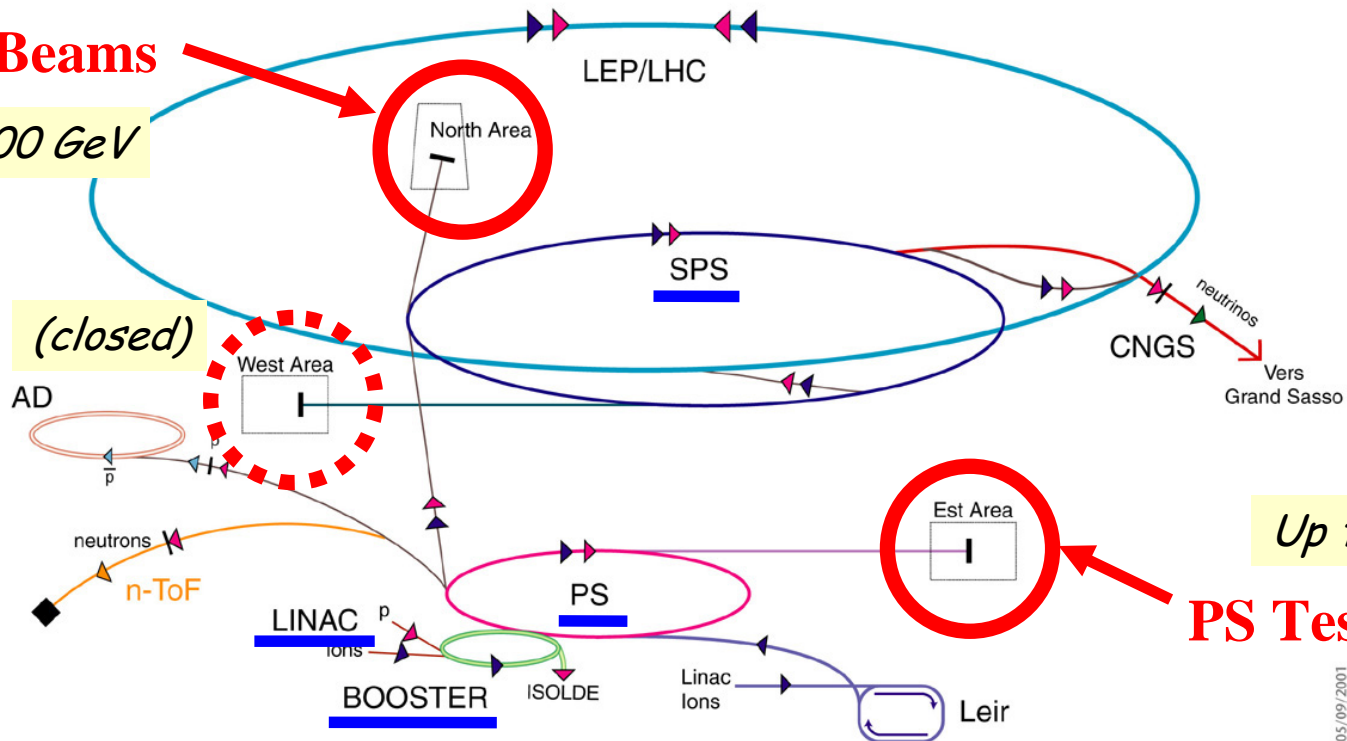 Beams
LEP/LHC
North Area
00 GeV
SPS
neutrinos
(closed)
CNGS
West Area
Vers
Grand Sasso
AD
p
p
Est Area
neutrons
Up
n-ToF
PS
p
LINAC
ions
PS Tes
Linac
Ions
ISOLDE
BOOSTER
Leir
05/09/2001